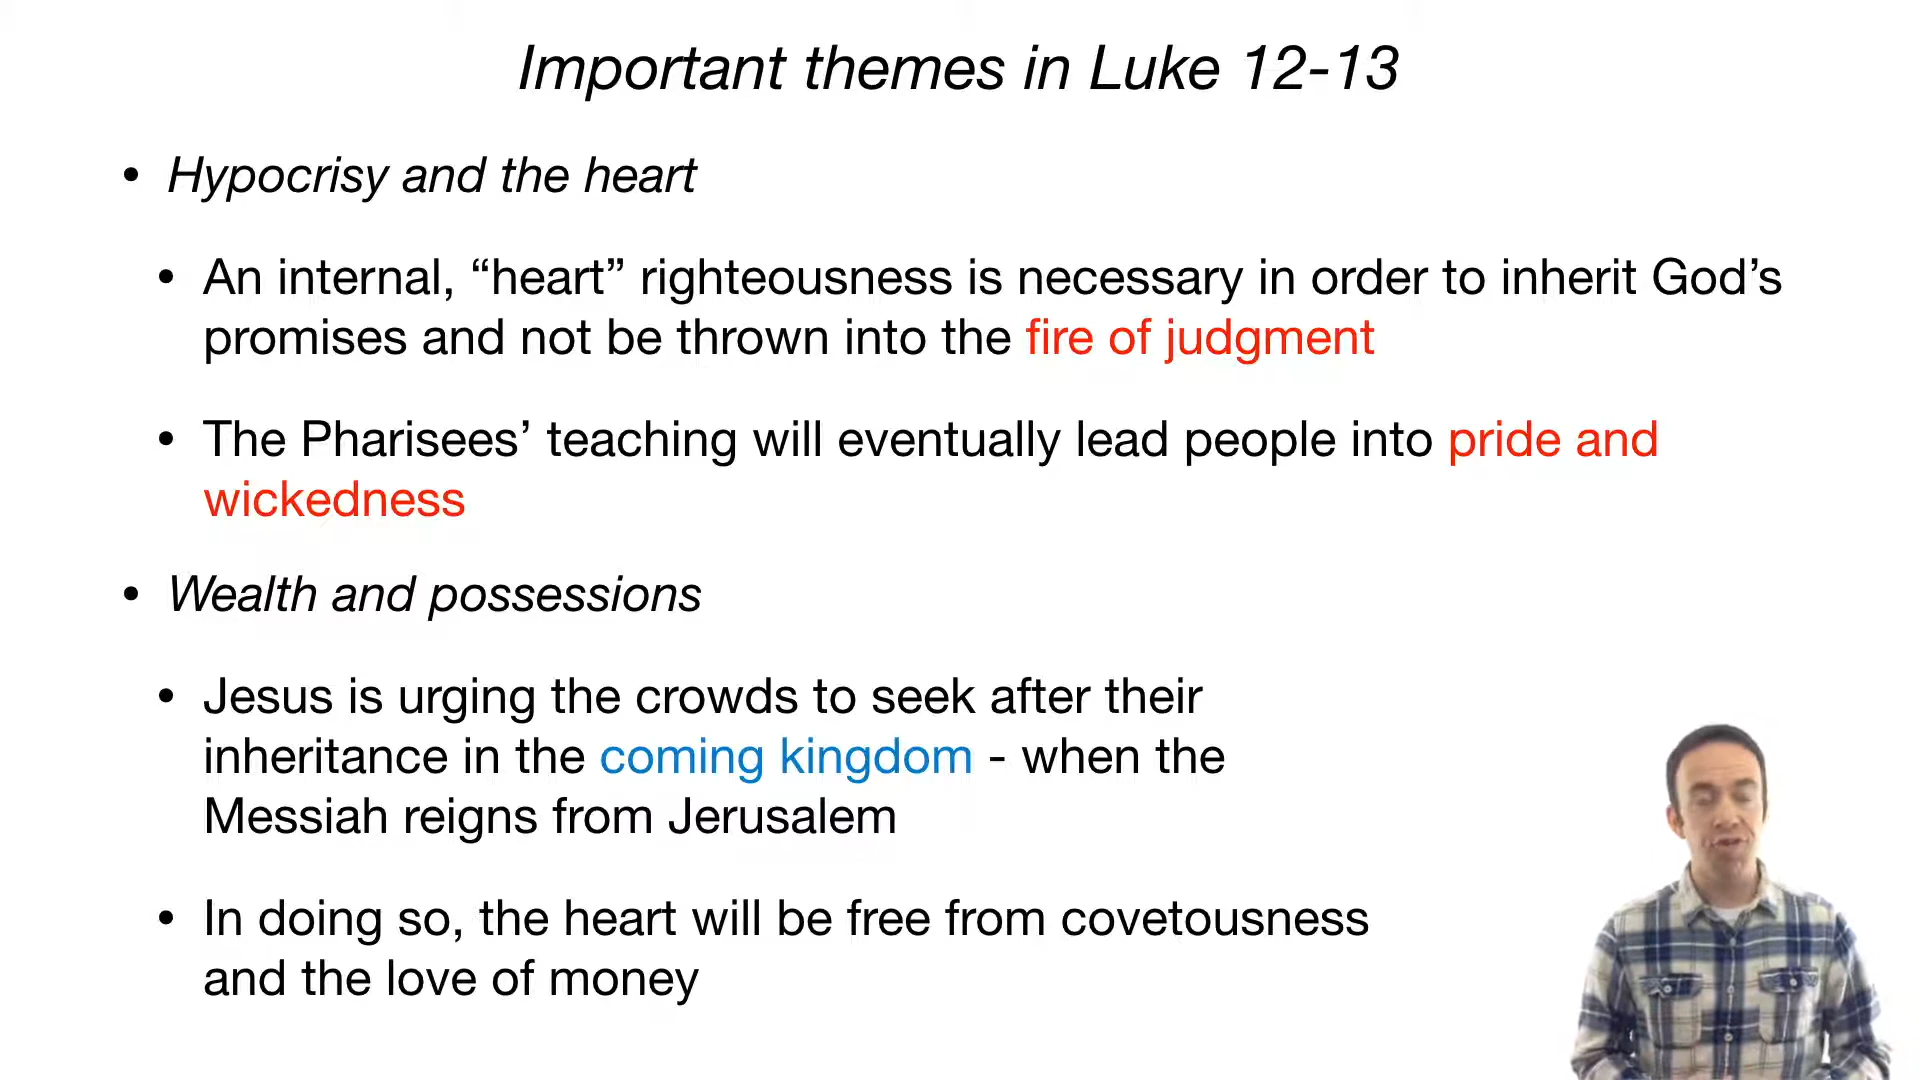 Important themes in Luke 12-13
• Hypocrisy and the heart
• An internal, “heart” righteousness is necessary in order to inherit God’s
promises and not be thrown into the fire of judgment
• The Pharisees’ teaching will eventually lead people into pride and
wickedness
• Wealth and possessions
• Jesus is urging the crowds to seek after their
inheritance in the coming kingdom - when the
Messiah reigns from Jerusalem
• In doing so, the heart will be free from covetousness
and the love of money